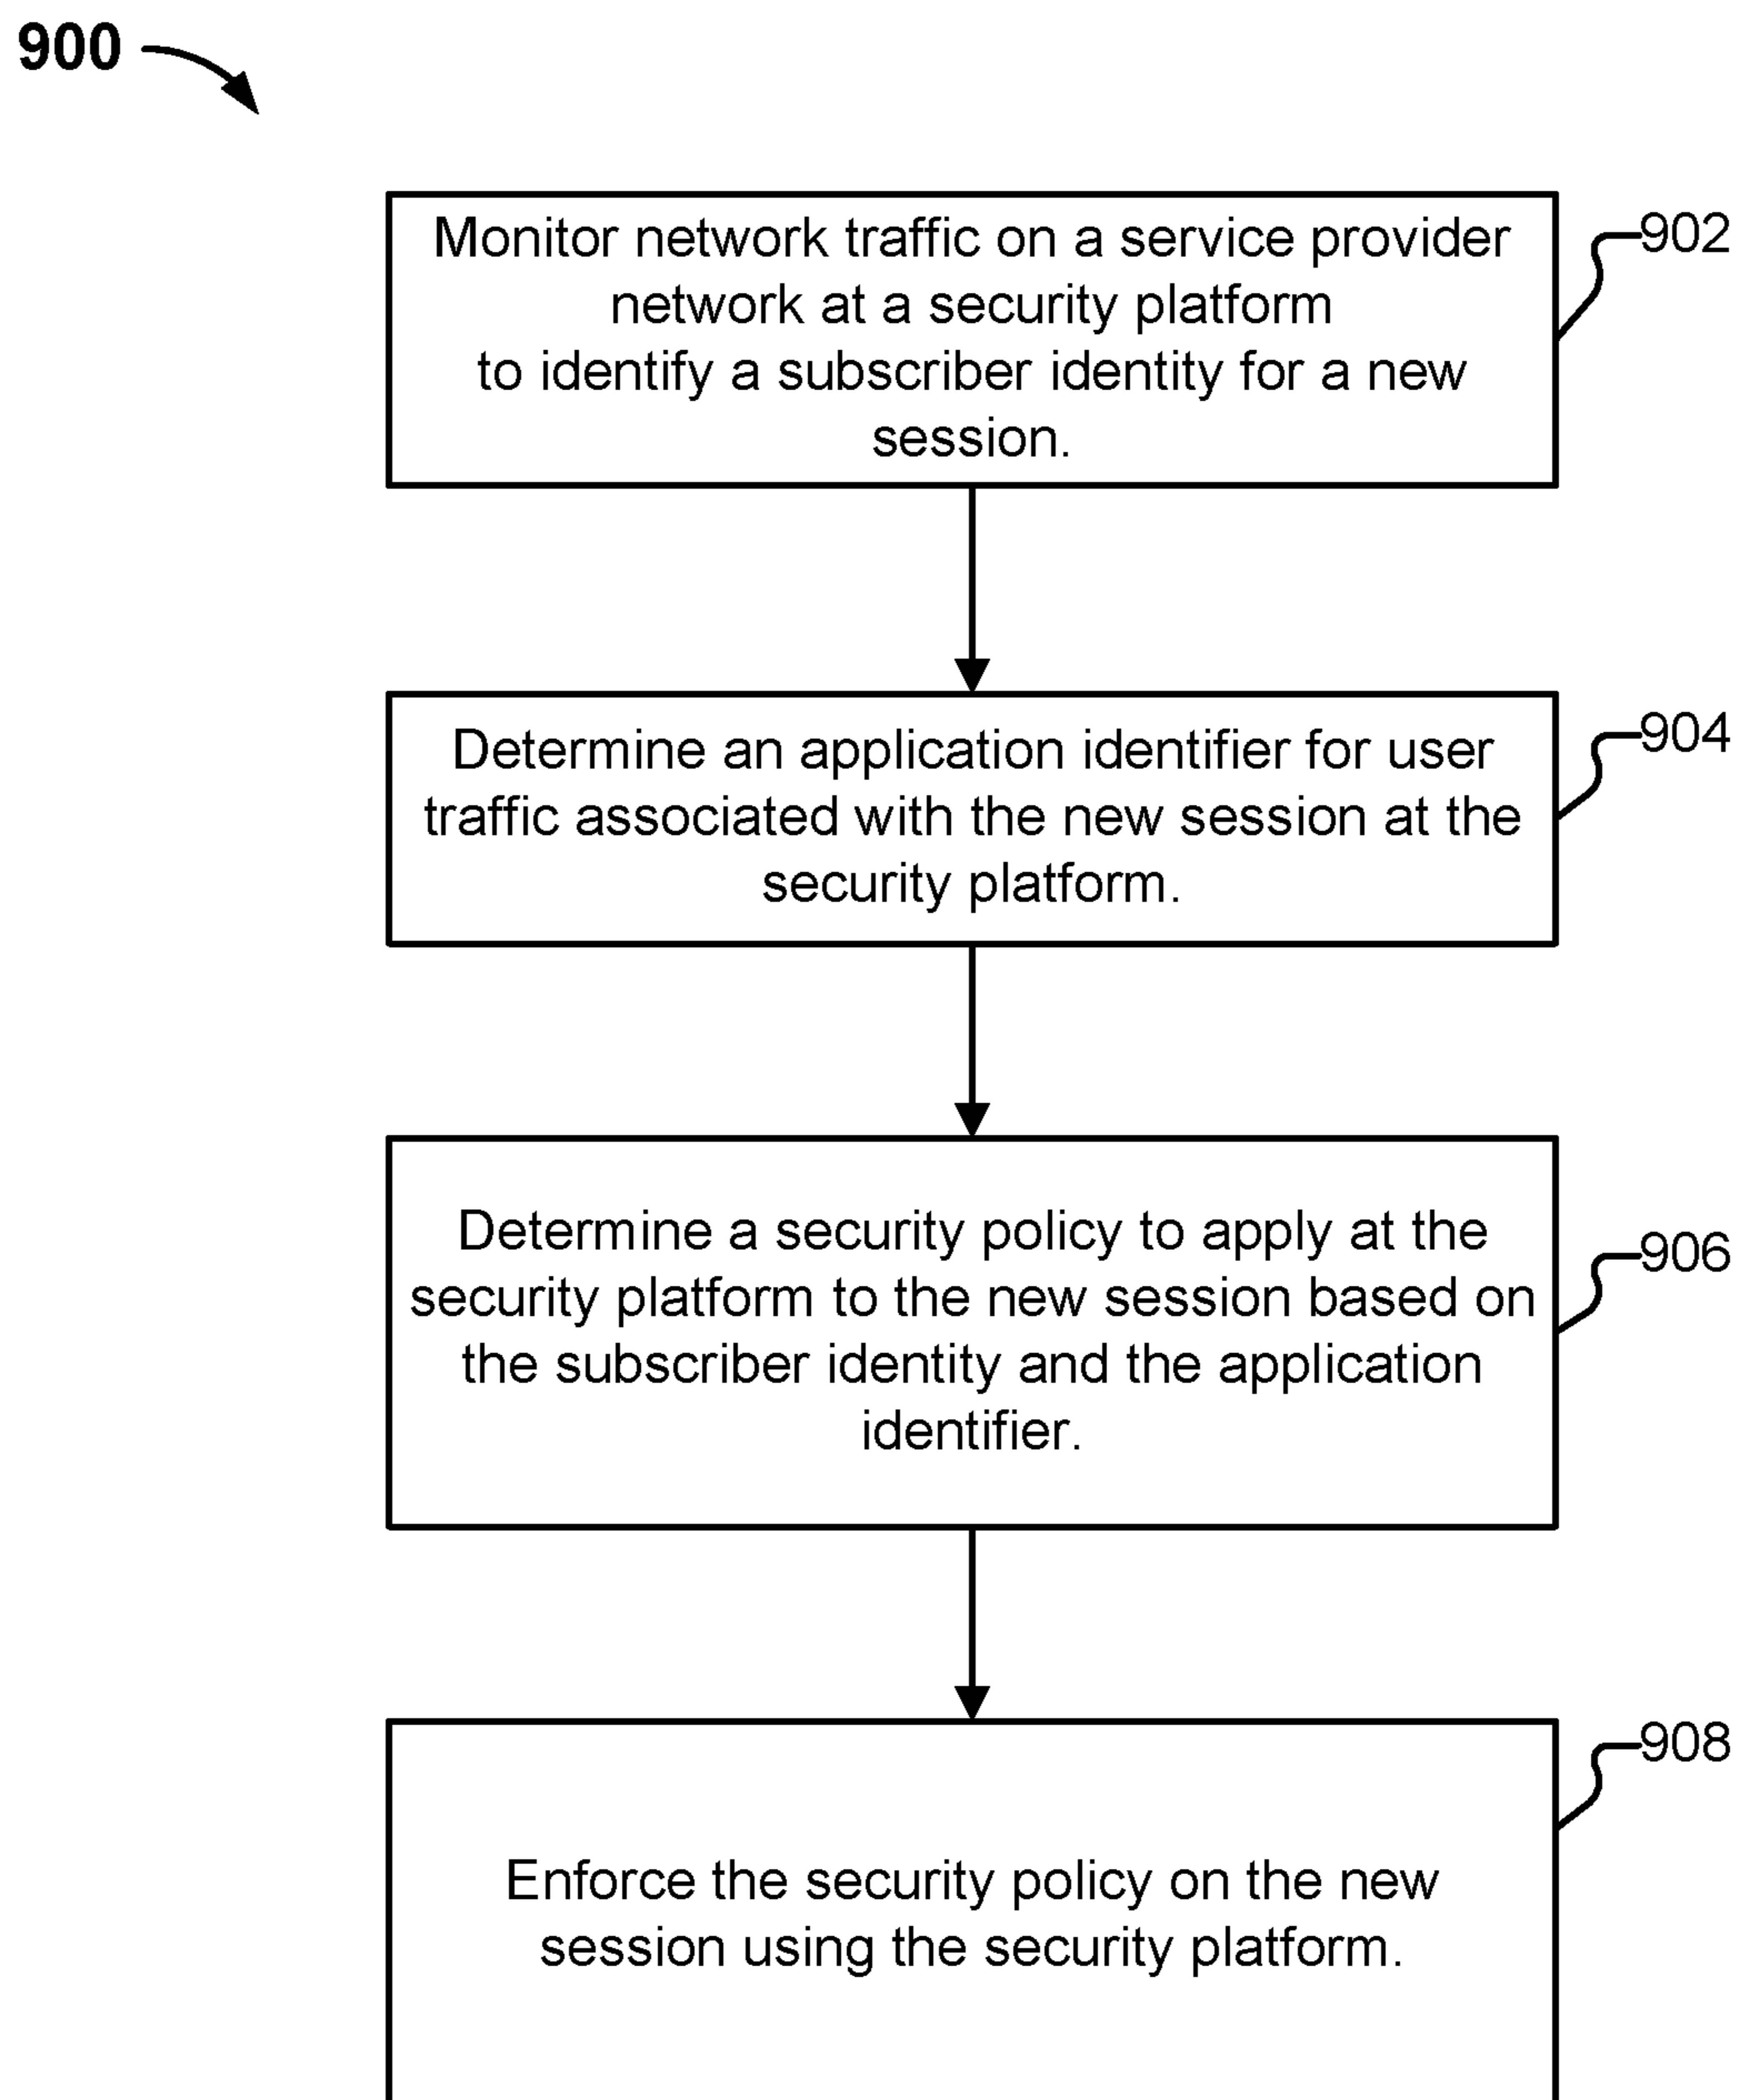 900
Monitor network traffic on a service provider
network at a security platform
to identify a subscriber identity for a new
session.
902
Determine an application identifier for user
traffic associated with the new session at the
security platform.
904
Determine a security policy to apply at the
security platform to the new session based on
the subscriber identity and the application
identifier.
906
Enforce the security policy on the new
session using the security platform.
908